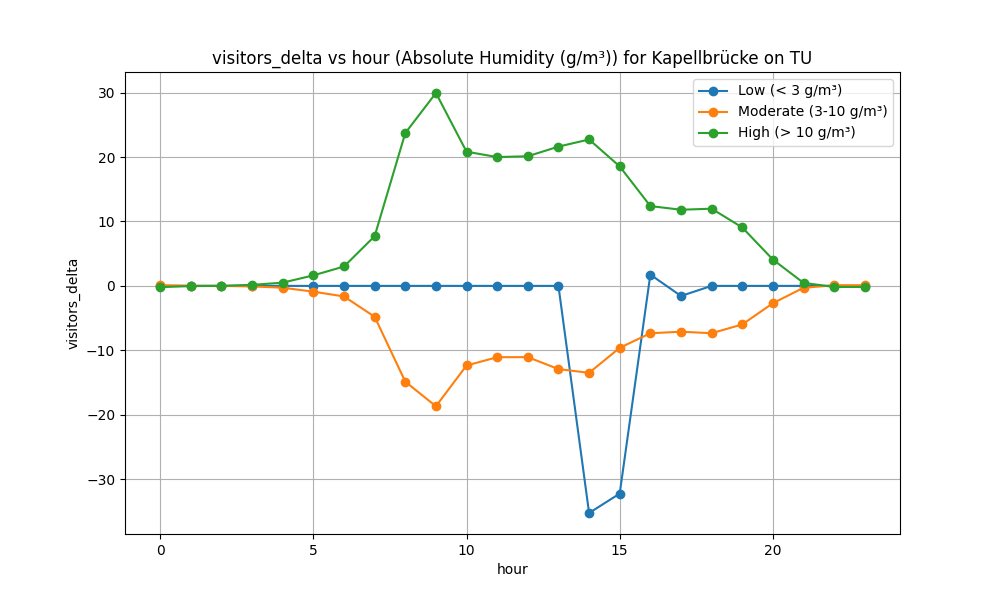 visitors_delta vs hour (Absolute Humidity (g/m³)) for Kapellbrücke on TU
Low (< 3 g/m³)
Moderate (3-10 g/m³)
High (> 10 g/m³)
30
20
10
0
−10
−20
−30
visitors_delta
0 5 10 15 20
hour